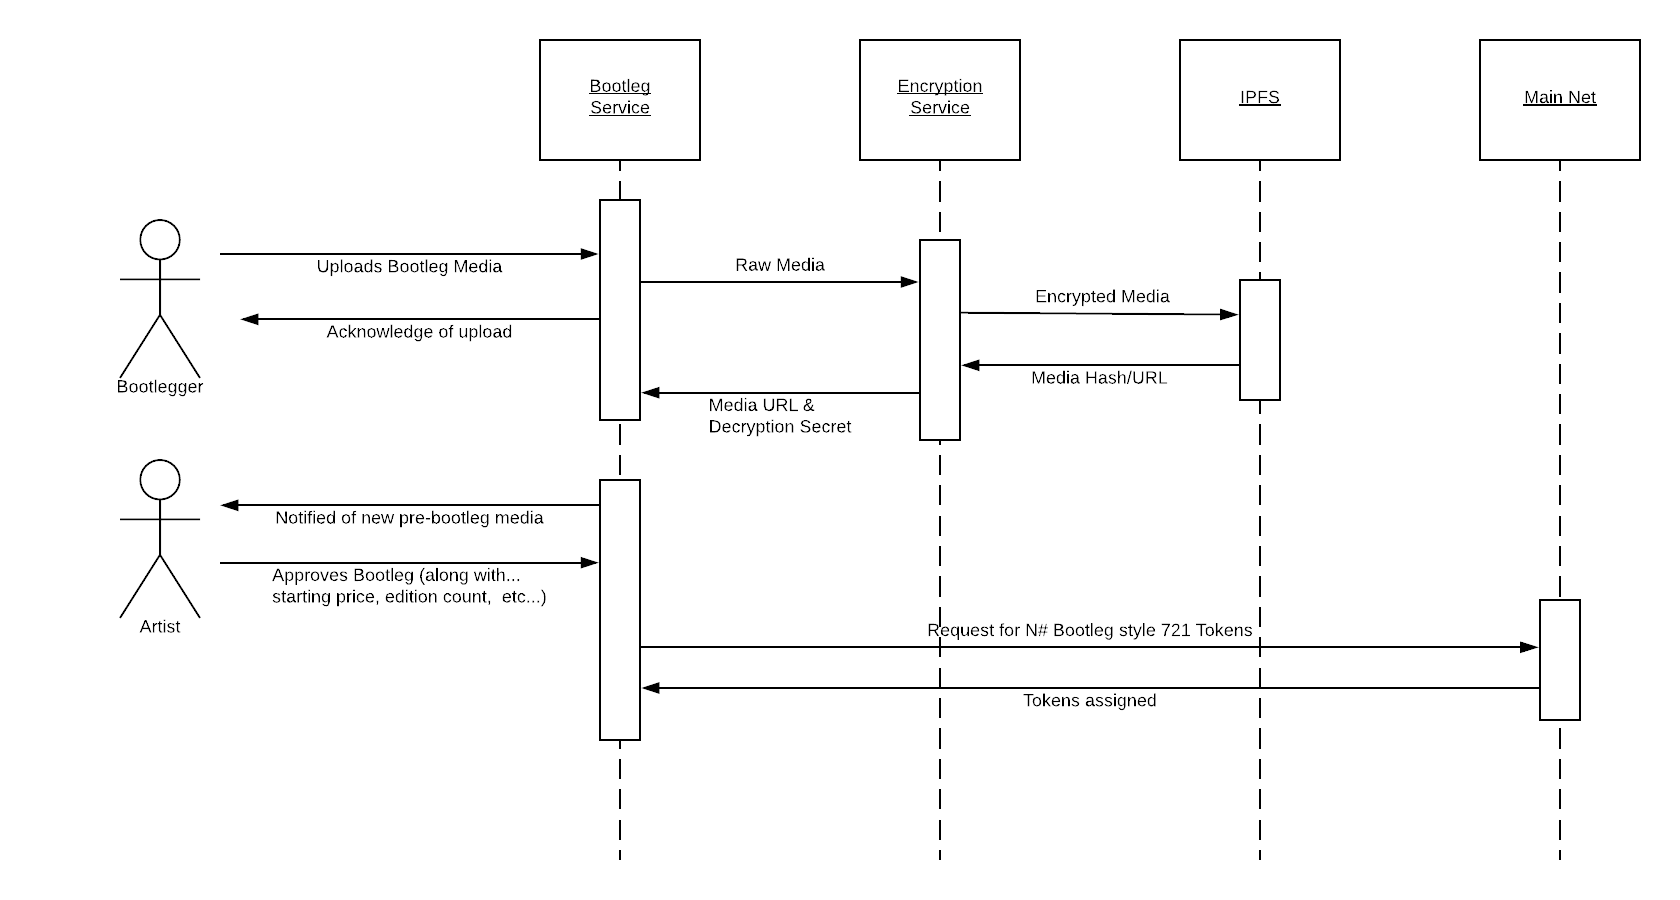 Bootleg
Service
Encryption
Service
IPFS
Main Net
Uploads Bootleg Media
Raw Media
Encrypted Media
Acknowledge of upload
Media Hash/URL
Bootlegger
Media URL &
Decryption Secret
Notified of new pre-bootleg media
Approves Bootleg (along with...
starting price, edition count,  etc...)
Artist
Request for N# Bootleg style 721 Tokens
Tokens assigned